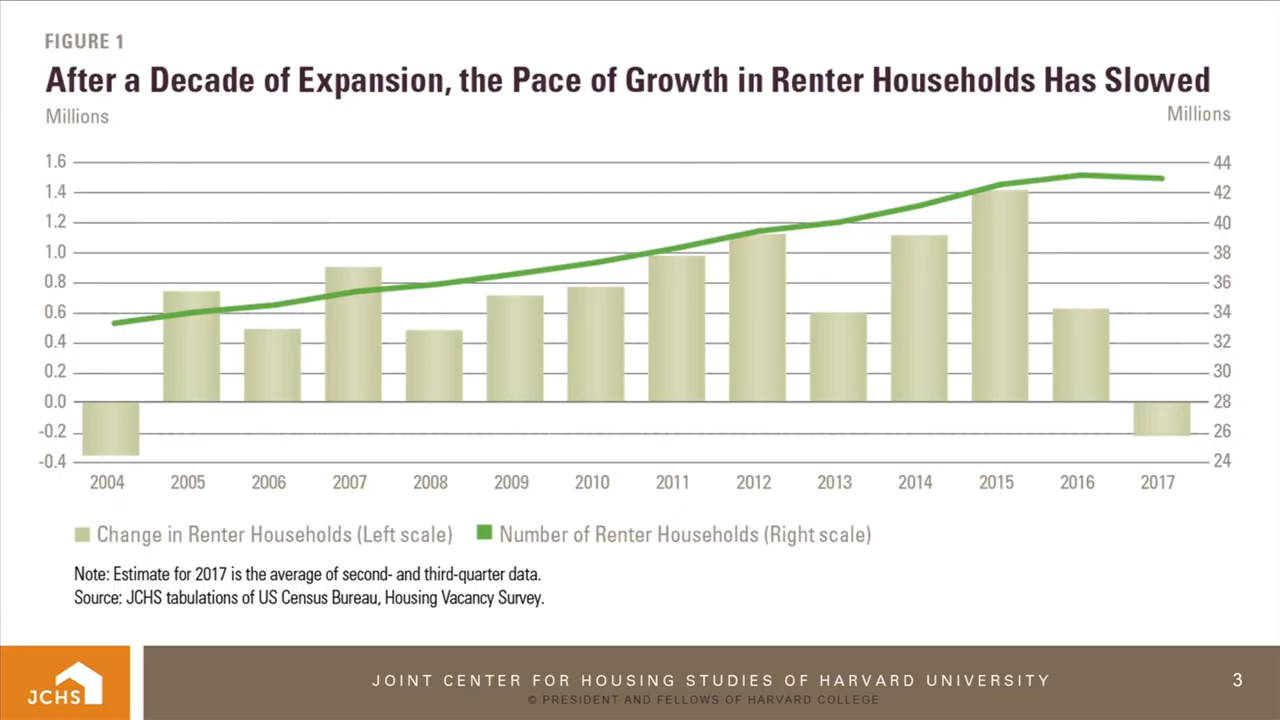 FIGURE 1
After a Decade of Expansion, the Pace of Growth in Renter Households Has Slowed
Millions
Millions
1.6
44
1.4
42
1.2
40
1.0
38
0.8
36
0.6
34
0.4
32
0.2
30
0.0
28
-0.2
26
-0.4
24
2004 2005 2006 2007 2008 2009 2010 2011 2012 2013 2014 2015 2016 2017
Change in Renter Households (Left scale) Number of Renter Households (Right scale)
Note: Estimate for 2017 is the average of second- and third-quarter data.
Source: JCHS tabulations of US Census Bureau, Housing Vacancy Survey.
JCHS
JOINT CENTER FOR HOUSING STUDIES OF HARVARD UNIVERSITY
3
© PRESIDENT AND FELLOWS OF HARVARD COLLEGE